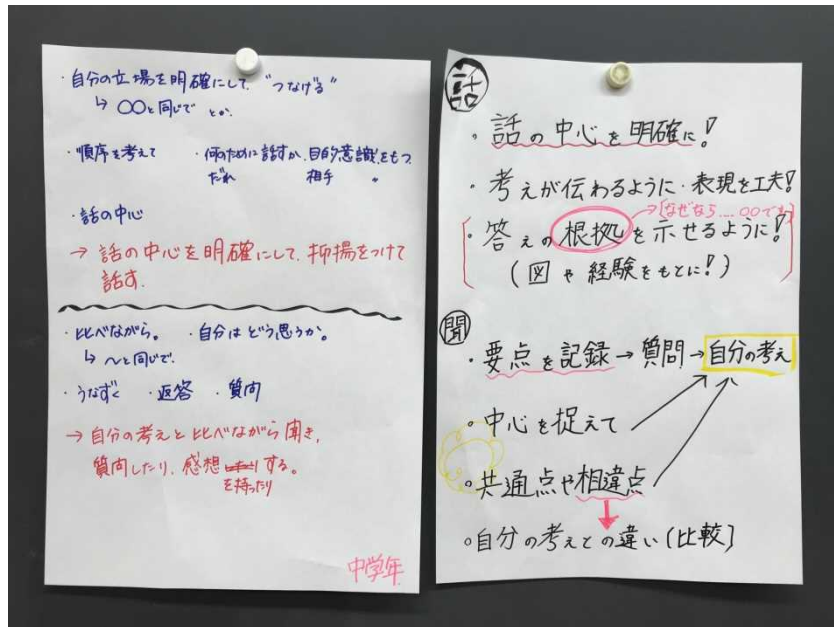 ・自分の立場を明確にして、“つなげる”
↳ 〇〇と同じで とか
・順序を考えて ・何のために話すか、目的意識をもつ
だれ 相手 〃
・話の中心
→ 話の中心を明確にして、抑揚をつけて
話す.
・比べながら。 ・自分はどう思うか。
↳ 〜と同じで.
・うなずく ・返答 ・質問
→ 自分の考えと比べながら聞き,
質問したり、感想 する。
を持ったり
中学年
話
・話の中心を明確に!
・考えが伝わるように・表現を工夫!
→〔なぜなら....〇〇でも〕
・答えの根拠を示せるように!
(図や経験をもとに!)
聞
・要点を記録→質問→自分の考え
・中心を捉えて
・共通点や相違点
・自分の考えとの違い〔比較〕